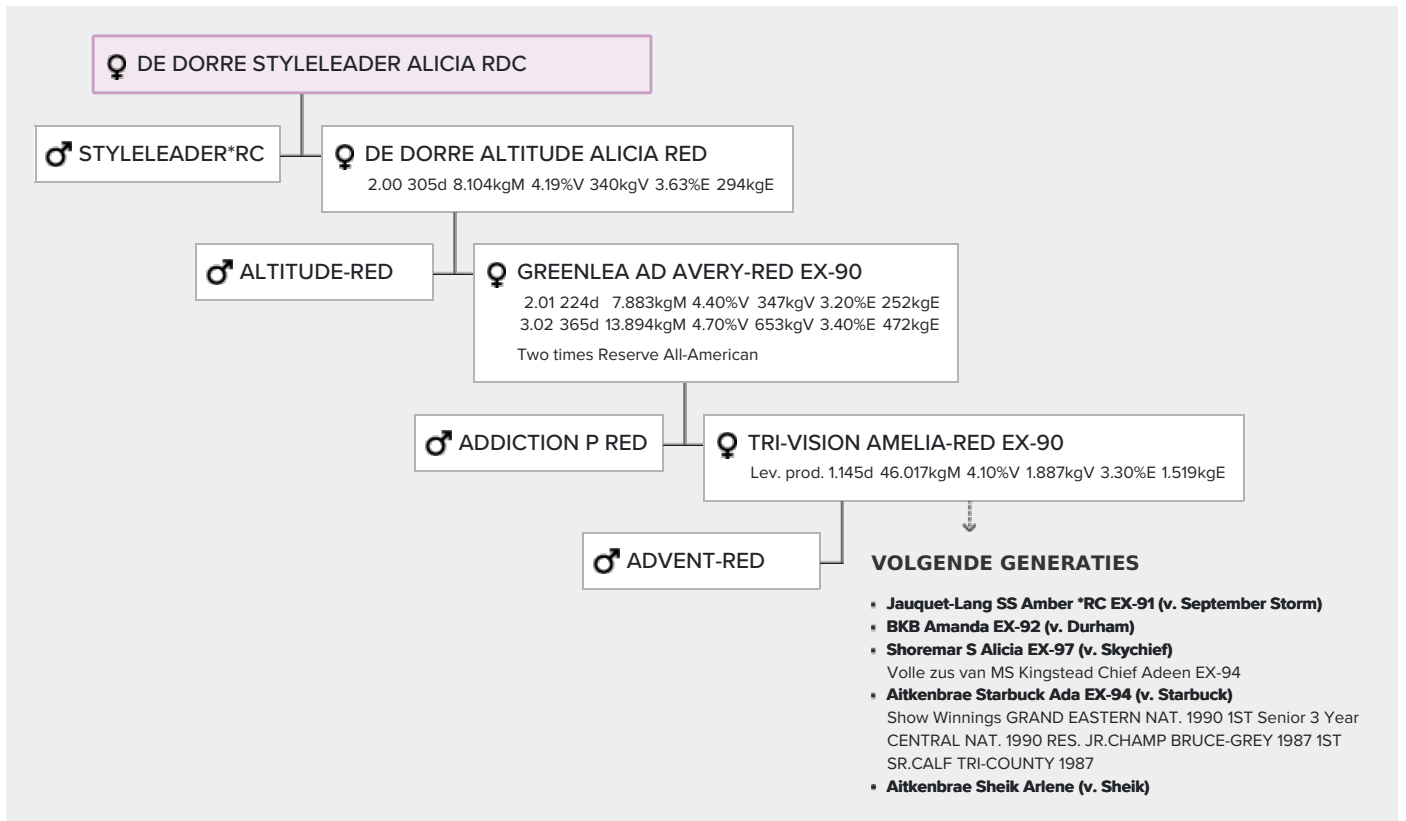 DE DORRE STYLELEADER ALICIA RDC
STYLELEADER*RC
DE DORRE ALTITUDE ALICIA RED
2.00 305d 8.104kgM 4.19%V 340kgV 3.63%E 294kgE
ALTITUDE-RED
GREENLEA AD AVERY-RED EX-90
2.01 224d 7.883kgM 4.40%V 347kgV 3.20%E 252kgE
3.02 365d 13.894kgM 4.70%V 653kgV 3.40%E 472kgE
Two times Reserve All-American
ADDICTION P RED
TRI-VISION AMELIA-RED EX-90
Lev. prod. 1.145d 46.017kgM 4.10%V 1.887kgV 3.30%E 1.519kgE
ADVENT-RED
VOLGENDE GENERATIES
Jauquet-Lang SS Amber *RC EX-91 (v. September Storm)
BKB Amanda EX-92 (v. Durham)
Shoremar S Alicia EX-97 (v. Skychief)
Volle zus van MS Kingstead Chief Adeen EX-94
Aitkenbrae Starbuck Ada EX-94 (v. Starbuck)
Show Winnings GRAND EASTERN NAT. 1990 1ST Senior 3 Year
CENTRAL NAT. 1990 RES. JR.CHAMP BRUCE-GREY 1987 1ST
SR.CALF TRI-COUNTY 1987
Aitkenbrae Sheik Arlene (v. Sheik)